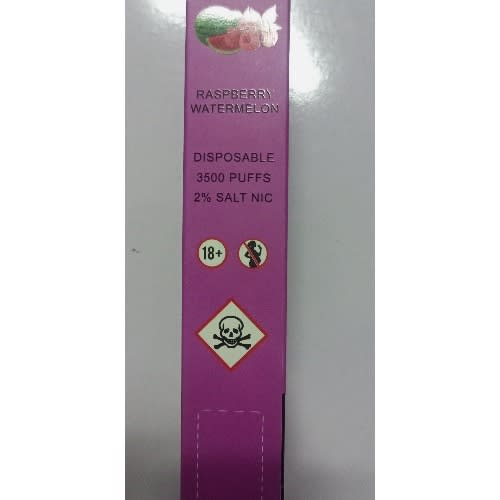 RASPBERRY
WATERMELON
DISPOSABLE
3500 PUFFS
2% SALT NIC
18+